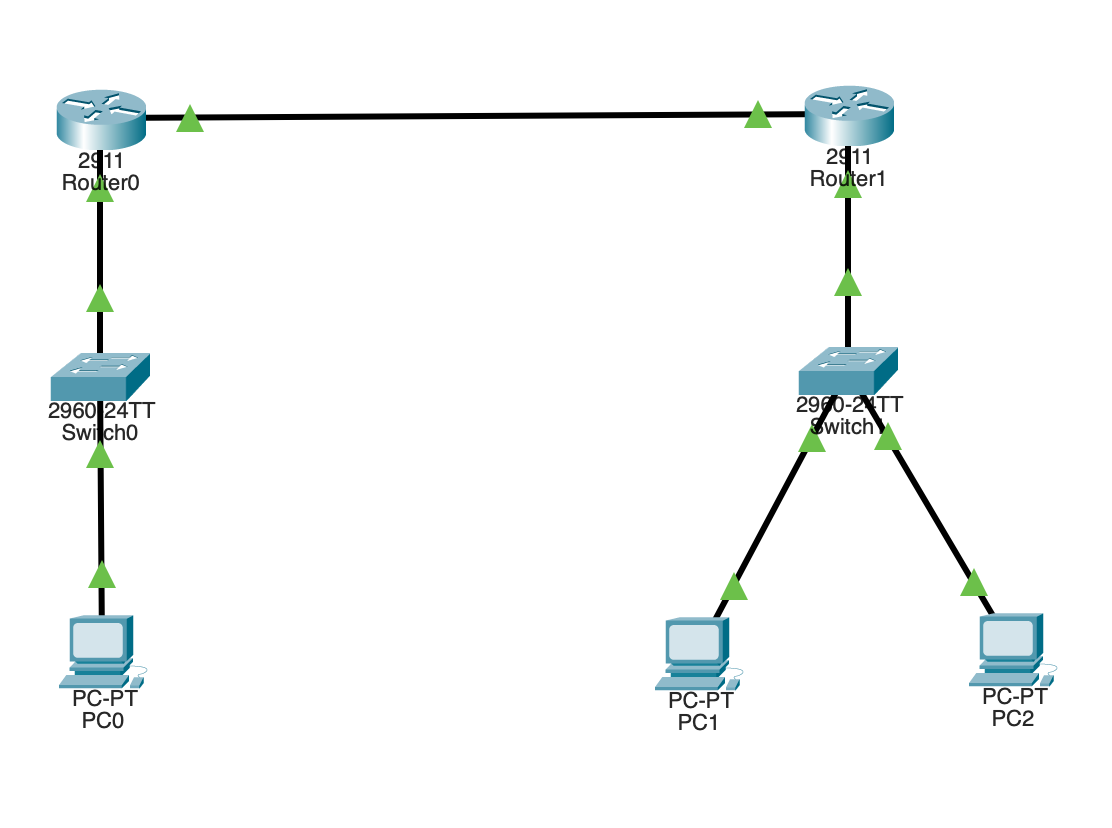 2911
Router0
2911
Router1
2960-24TT
Switch0
2960-24TT
Switch1
PC-PT
PC0
PC-PT
PC1
PC-PT
PC2